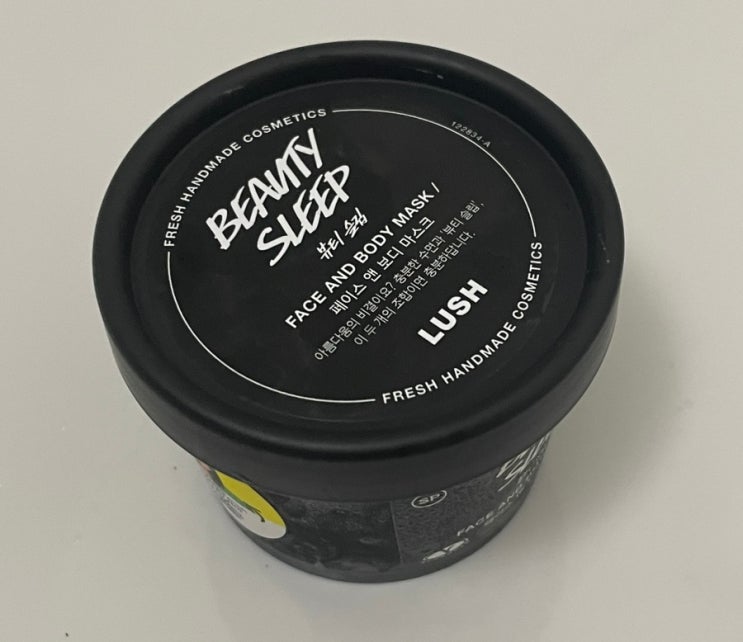 FRESH HANDMADE COSMETICS
122834-A
BEAUTY
SLEEP
뷰티 슬립
FACE AND BODY MASK /
페이스 앤 보디 마스크
아름다움의 비결이요? 충분한 수면과 '뷰티 슬립',
이 두 개의 조합이면 충분하답니다.
LUSH
FRESH HANDMADE COSMETICS
SP
FACE AND